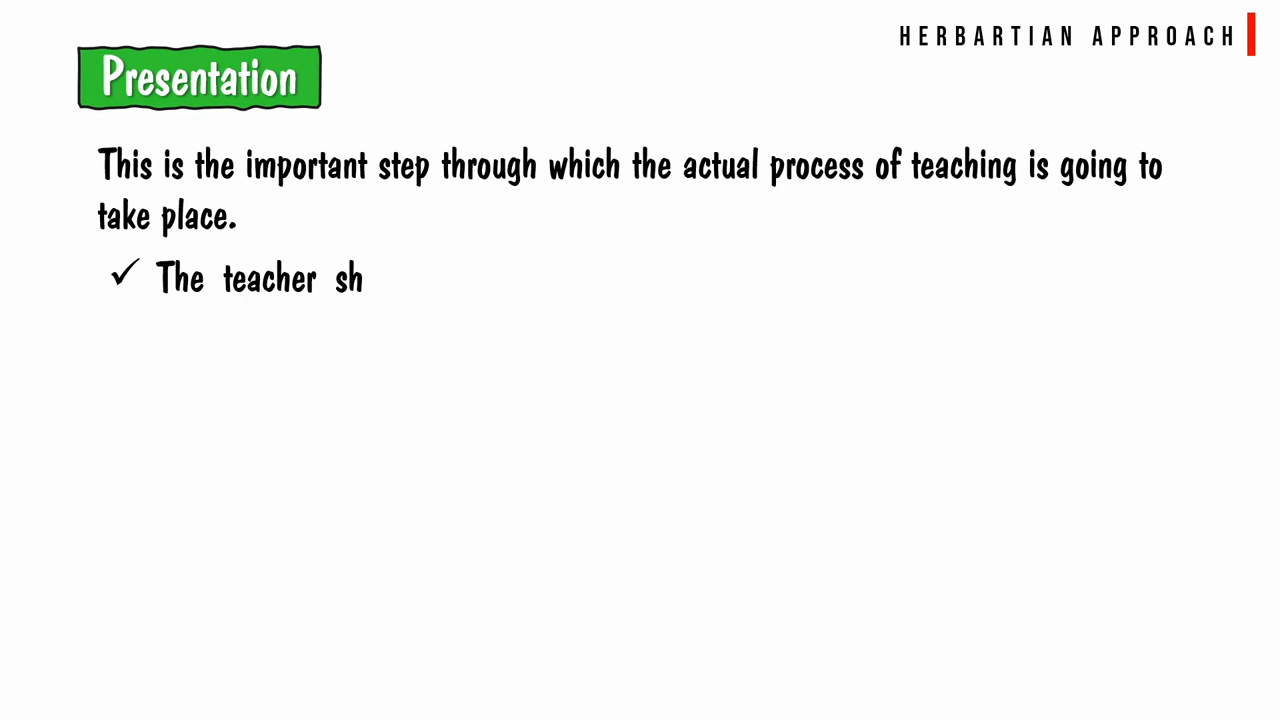 HERBARTIAN APPROACH
Presentation
This is the important step through which the actual process of teaching is going to
take place.
✓ The teacher sh